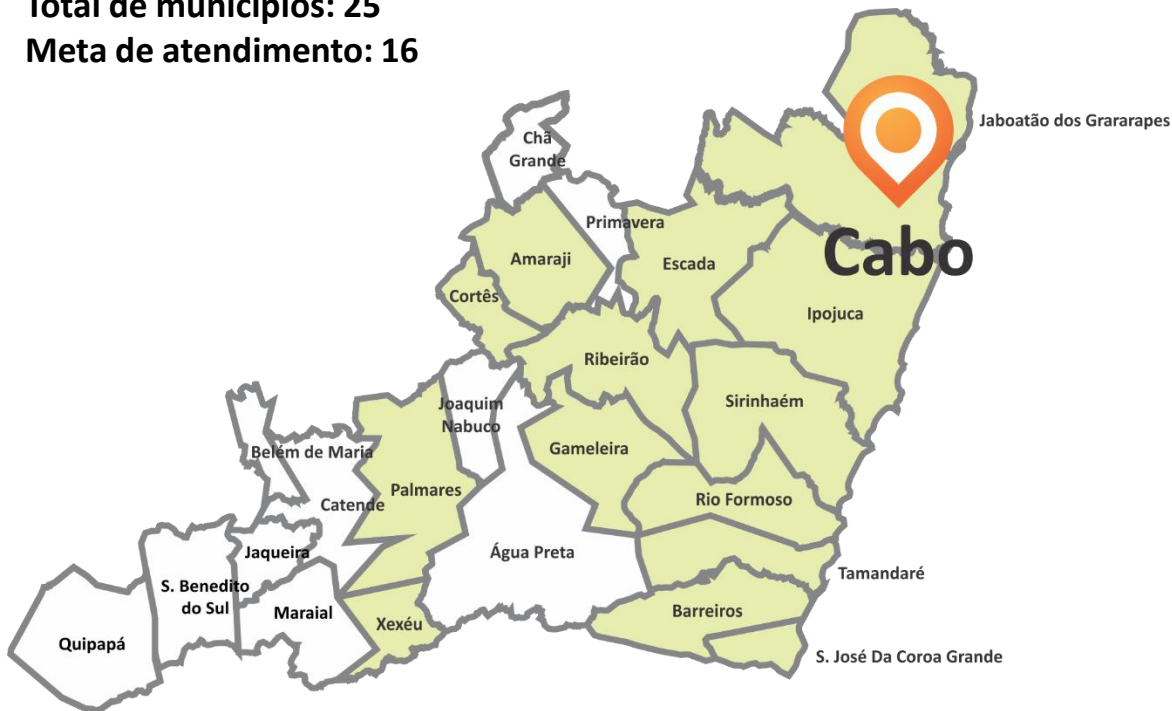 Total de municípios: 25
Meta de atendimento: 16
Jaboatão dos Grararapes
Chã
Grande
Primavera
Cabo
Amaraji
Escada
Cortês
Ipojuca
Ribeirão
Joaquim
Nabuco
Sirinhaém
Belém de Maria
Gameleira
Palmares
Catende
Rio Formoso
Jaqueira
Água Preta
Tamandaré
S. Benedito
do Sul
Maraial
Barreiros
Xexéu
Quipapá
S. José Da Coroa Grande